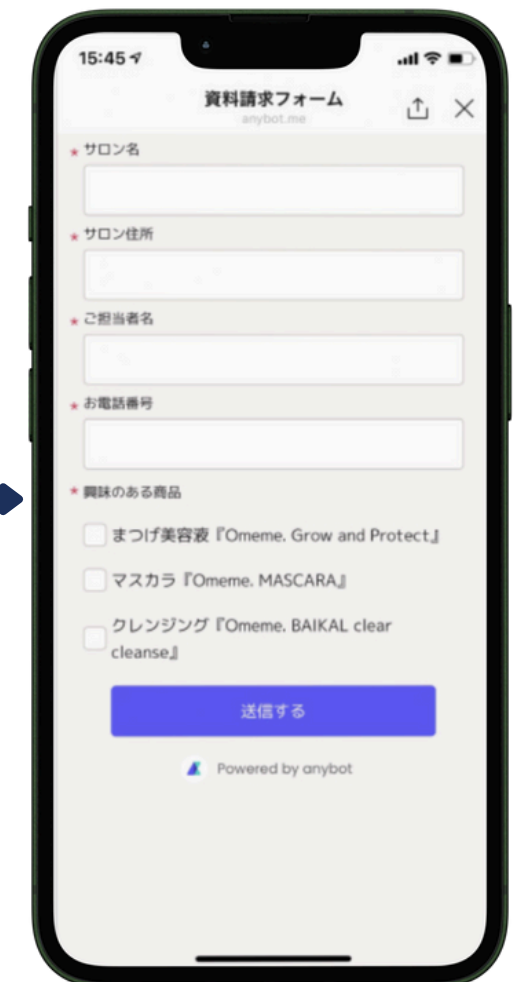 15:45
資料請求フォーム
anybot.me
* サロン名
* サロン住所
* ご担当者名
* お電話番号
* 興味のある商品
まつげ美容液『Omeme. Grow and Protect』
マスカラ『Omeme. MASCARA』
クレンジング『Omeme. BAIKAL clear
cleanse』
送信する
Powered by anybot